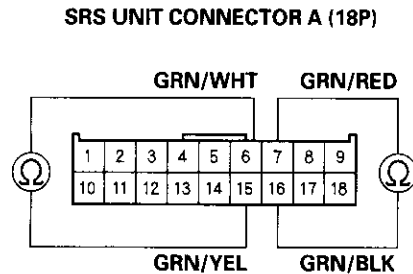 SRS UNIT CONNECTOR A (18P)
GRN/WHT GRN/RED
1 2 3 4 5 6 7 8 9
Ω Ω
10 11 12 13 14 15 16 17 18
GRN/YEL GRN/BLK